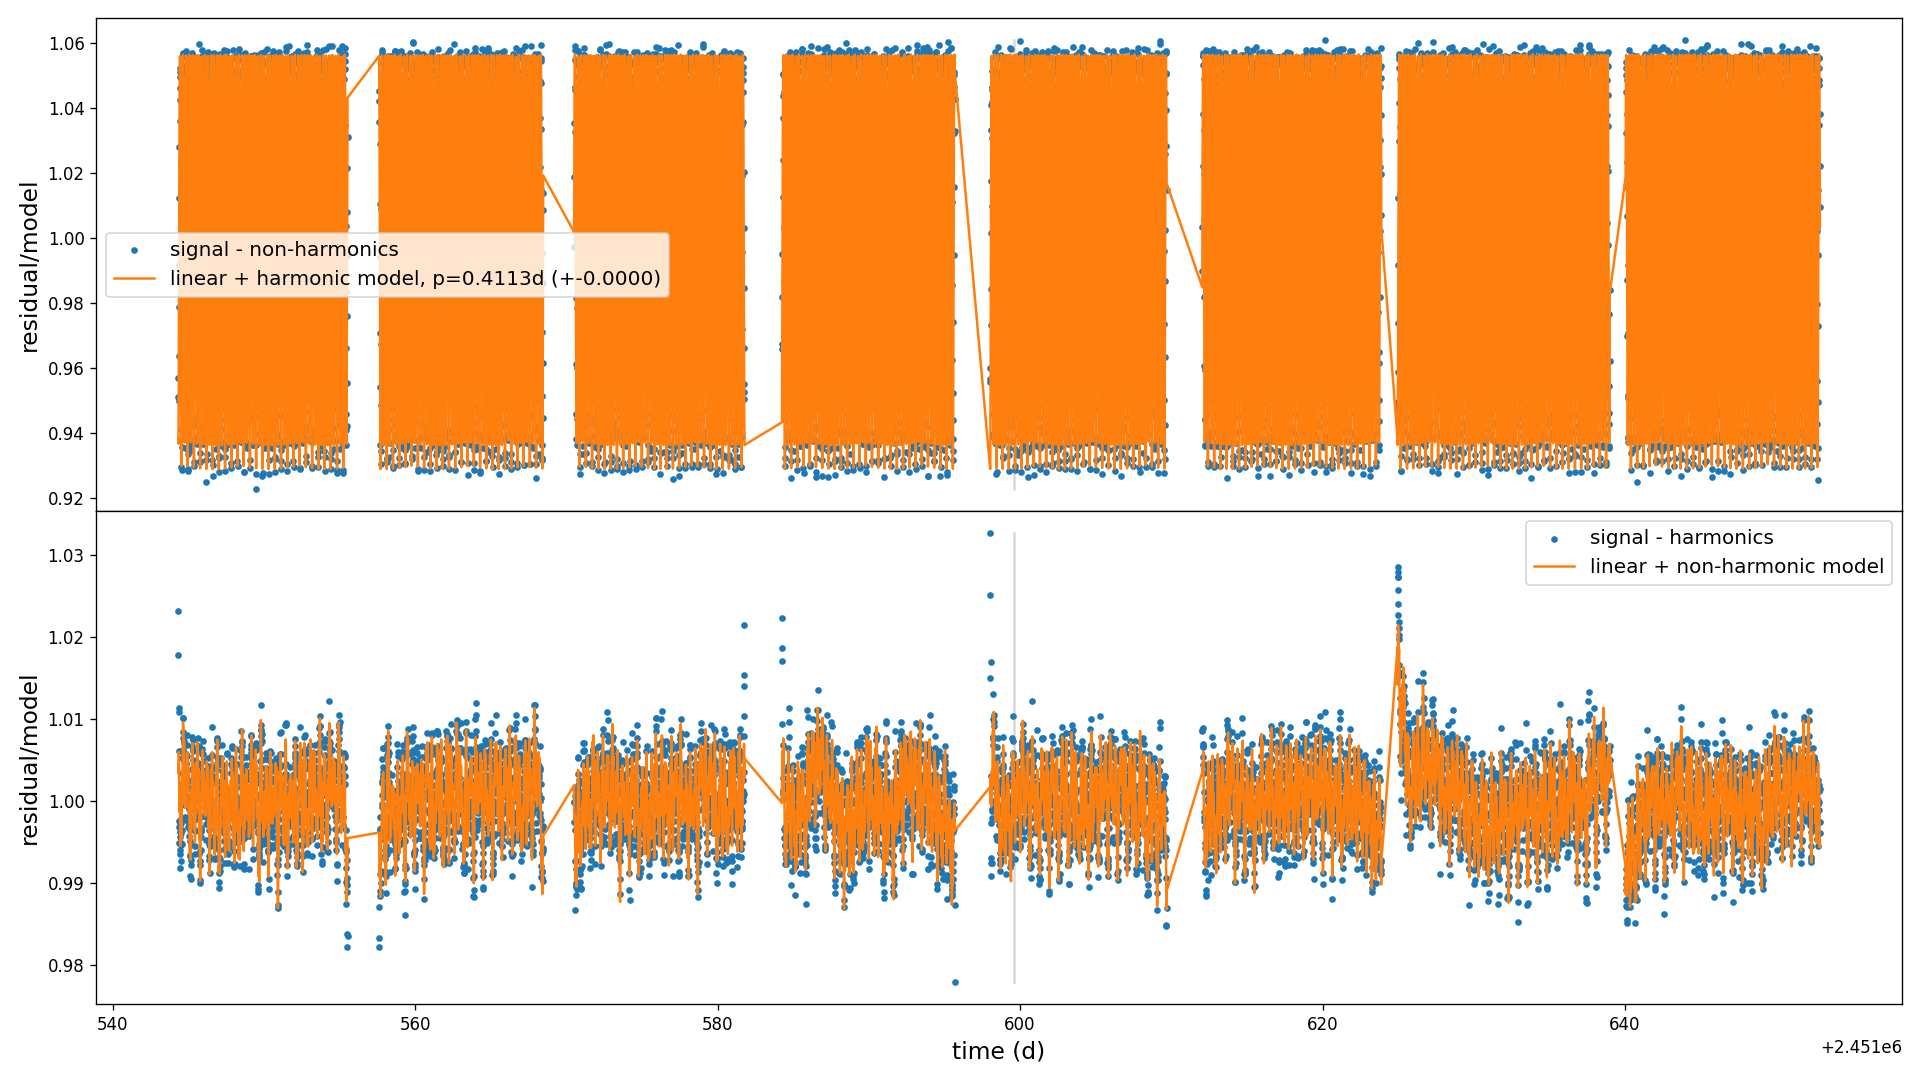 1.06
1.04
1.02
1.00
0.98
0.96
0.94
0.92
residual/model
signal - non-harmonics
linear + harmonic model, p=0.4113d (+-0.0000)
1.03
1.02
1.01
1.00
0.99
0.98
residual/model
signal - harmonics
linear + non-harmonic model
540
560
580
600
620
640
time (d)
+2.451e6